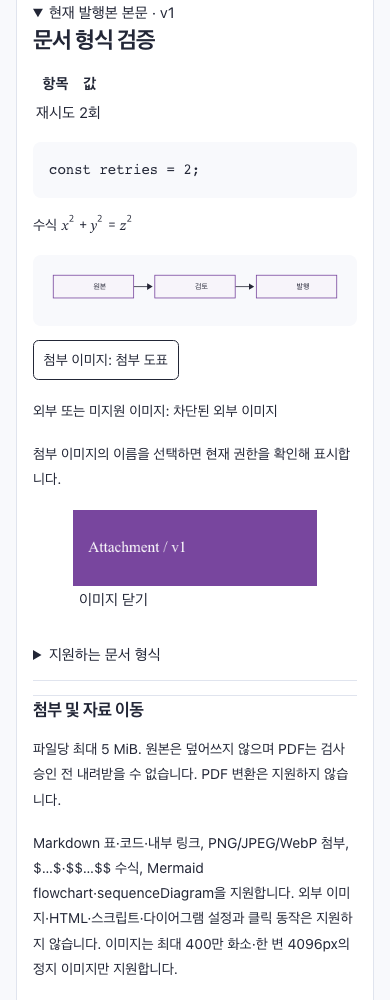 ▼ 현재 발행본 본문 · v1
문서 형식 검증
항목 값
재시도 2회
const retries = 2;
수식 x² + y² = z²
원본 검토 발행
첨부 이미지: 첨부 도표
외부 또는 미지원 이미지: 차단된 외부 이미지
첨부 이미지의 이름을 선택하면 현재 권한을 확인해 표시합
니다.
Attachment / v1
이미지 닫기
▶ 지원하는 문서 형식
첨부 및 자료 이동
파일당 최대 5 MiB. 원본은 덮어쓰지 않으며 PDF는 검사
승인 전 내려받을 수 없습니다. PDF 변환은 지원하지 않습
니다.
Markdown 표·코드·내부 링크, PNG/JPEG/WebP 첨부,
$...$·$$...$$ 수식, Mermaid
flowchart·sequenceDiagram을 지원합니다. 외부 이미
지·HTML·스크립트·다이어그램 설정과 클릭 동작은 지원하
지 않습니다. 이미지는 최대 400만 화소·한 변 4096px의
정지 이미지만 지원합니다.